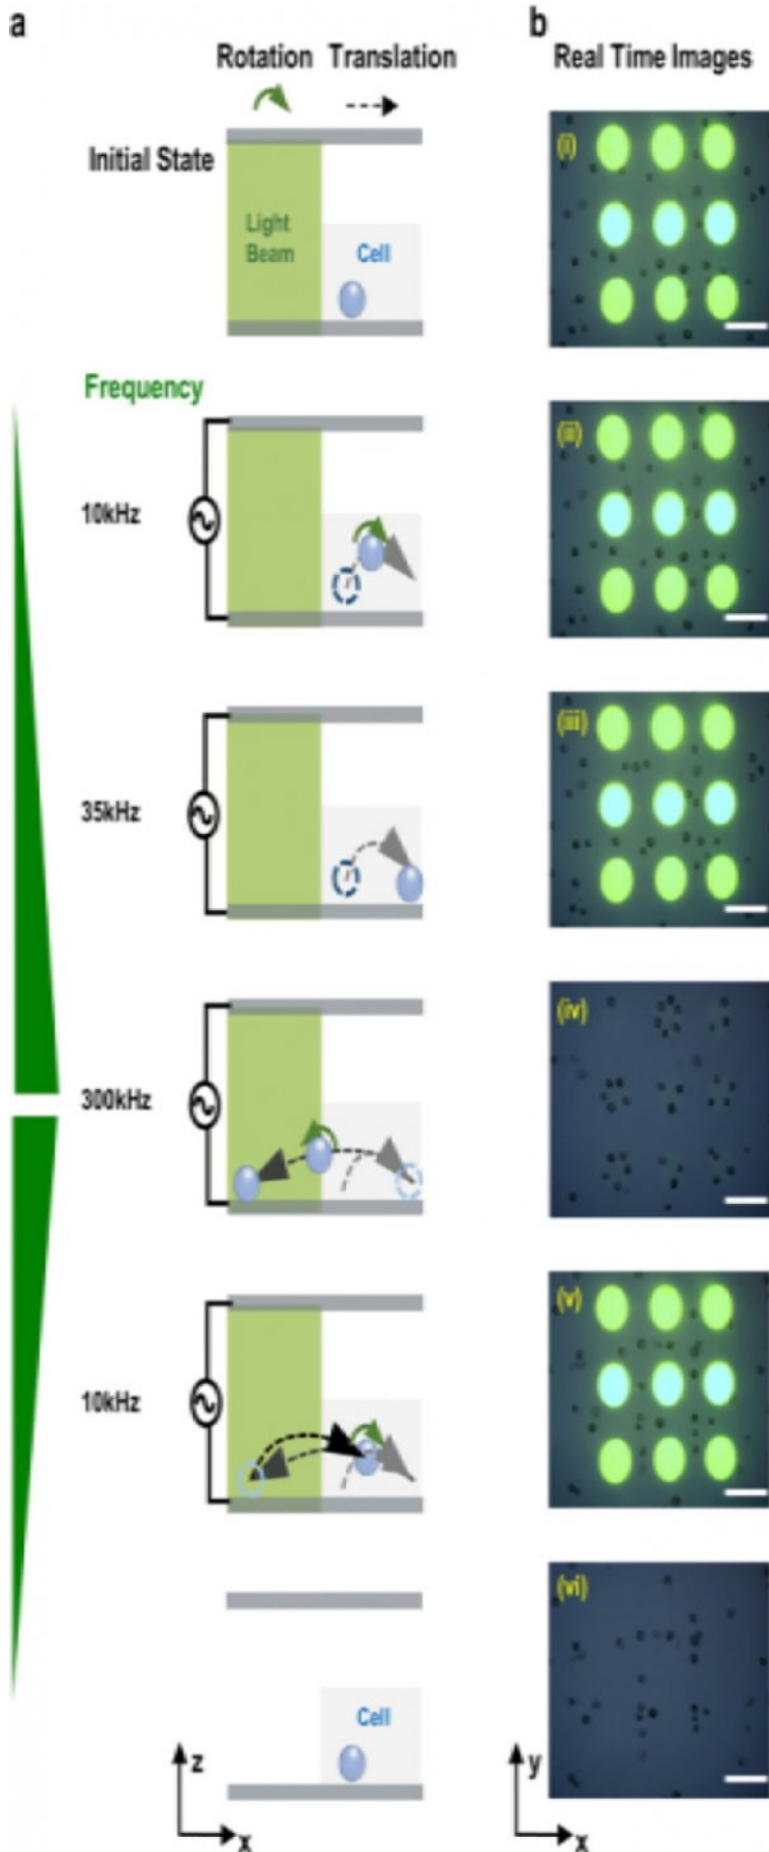 a
b
Rotation Translation
Real Time Images
Initial State
Light
Beam
Cell
(i)
Frequency
10kHz
(ii)
35kHz
(iii)
300kHz
(iv)
10kHz
(v)
Cell
(vi)
z
x
y
x